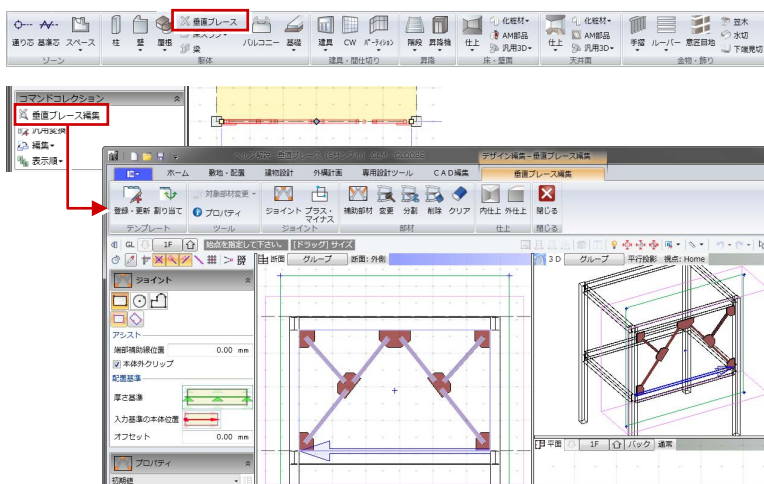 垂直ブレース
化粧材
化粧材
笠木
AM部品
AM部品
水切
通り芯 基準芯 スペース
柱 壁 屋根
梁
バルコニー 基礎
建具 CW パーテイション
階段 昇降機
仕上
汎用3D
仕上
汎用3D
手摺 ルーバー 意匠目地
下端見切
ゾーン
躯体
建具・間仕切り
昇降
床・壁面
天井面
金物・飾り
コマンドコレクション
垂直ブレース編集
汎用変換
編集
表示順
デザイン編集－垂直ブレース編集
ホーム
敷地・配置
建物設計
外構計画
専用設計ツール
CAD編集
垂直ブレース編集
登録・更新 割り当て
対象部材変更
プロパティ
ジョイント プラス・マイナス
補助部材 変更 分割 削除 クリア
内仕上 外仕上
閉じる
テンプレート
ツール
ジョイント
部材
仕上
閉じる
GL
1F
始点を指定して下さい。 [ドラッグ] サイズ
断面
グループ
断面：外側
3D
グループ
平行投影 視点：Home
ジョイント
アシスト
端部補助線位置 0.00 mm
本体外クリップ
配置基準
厚さ基準
入力基準の本体位置
オフセット 0.00 mm
プロパティ
初期値
平面
1F
バック
通常